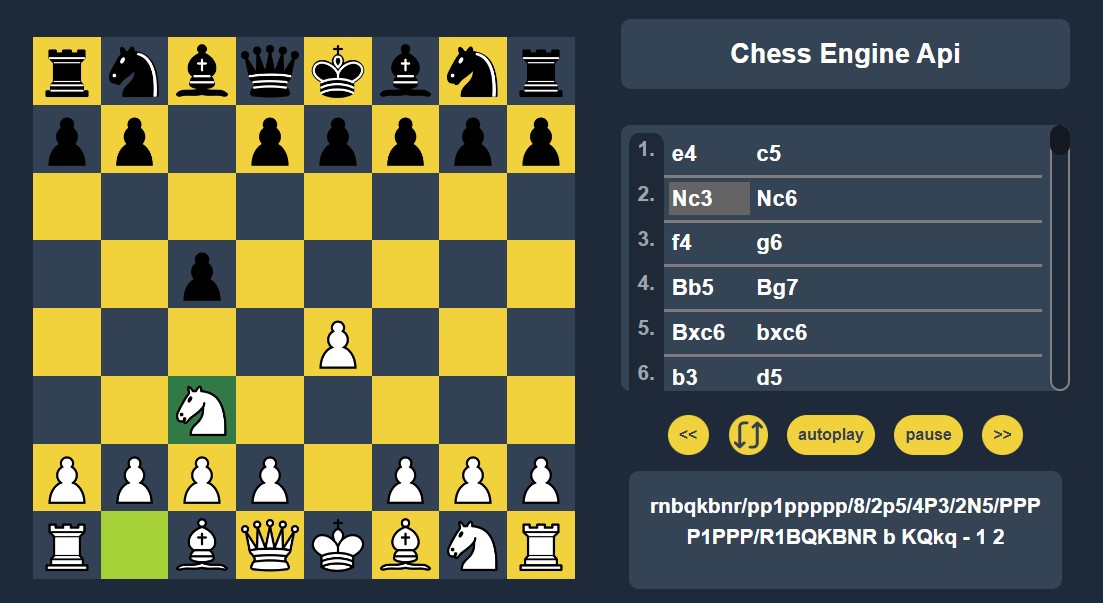 Chess Engine Api
1. e4 c5
2. Nc3 Nc6
3. f4 g6
4. Bb5 Bg7
5. Bxc6 bxc6
6. b3 d5
<< autoplay pause >>
rnbqkbnr/pp1ppppp/8/2p5/4P3/2N5/PPP
P1PPP/R1BQKBNR b KQkq - 1 2